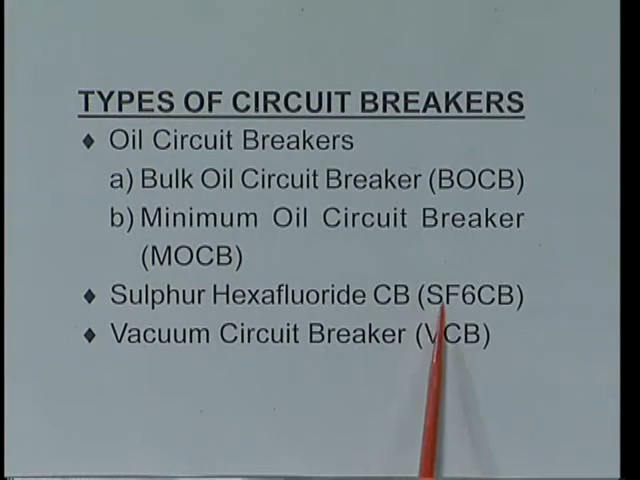 TYPES OF CIRCUIT BREAKERS
♦ Oil Circuit Breakers
a) Bulk Oil Circuit Breaker (BOCB)
b) Minimum Oil Circuit Breaker
(MOCB)
♦ Sulphur Hexafluoride CB (SF6CB)
♦ Vacuum Circuit Breaker (VCB)